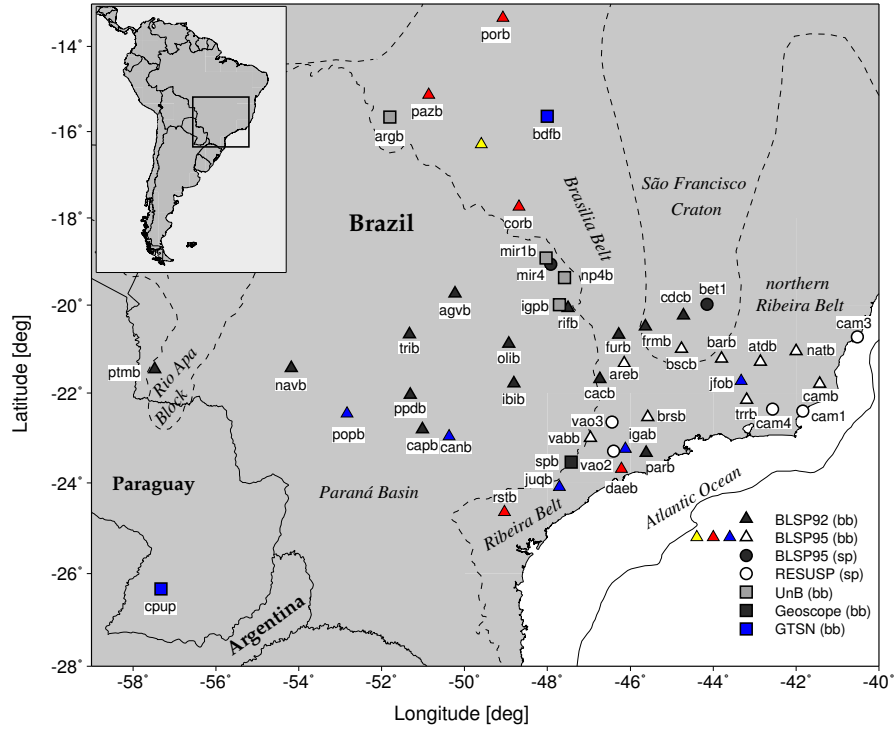 porb
pazb
argb
bdfb
Brasilia Belt
São Francisco
Craton
Brazil
corb
mir1b
mir4
np4b
igpb
rifb
cdcb
bet1
northern
Ribeira Belt
cam3
agvb
trib
olib
furb
frmb
bscb
barb
atdb
natb
areb
ptmb
Rio Apa
Block
navb
ppdb
ibib
cacb
jfob
camb
popb
capb
canb
vao3
brsb
trrb
cam4
cam1
vabb
igab
spb
vao2
parb
juqb
daeb
rstb
Paraguay
Paraná Basin
Ribeira Belt
Atlantic Ocean
cpup
Argentina
BLSP92 (bb)
BLSP95 (bb)
BLSP95 (sp)
RESUSP (sp)
UnB (bb)
Geoscope (bb)
GTSN (bb)
-14˚
-16˚
-18˚
-20˚
-22˚
-24˚
-26˚
-28˚
Latitude [deg]
-58˚
-56˚
-54˚
-52˚
-50˚
-48˚
-46˚
-44˚
-42˚
-40˚
Longitude [deg]